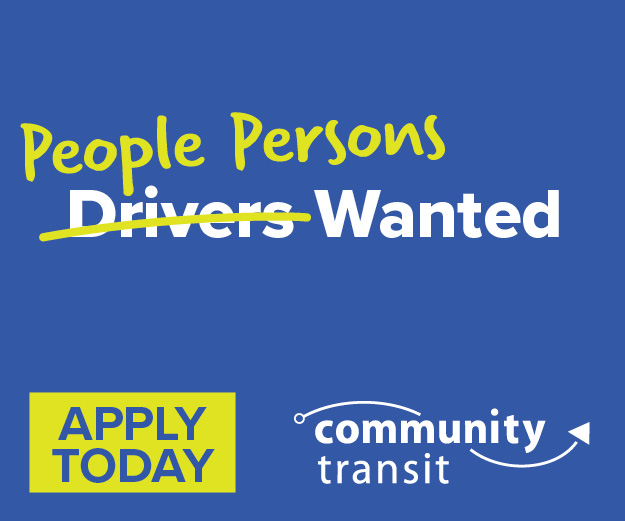 People Persons
Drivers Wanted
APPLY
TODAY
community
transit